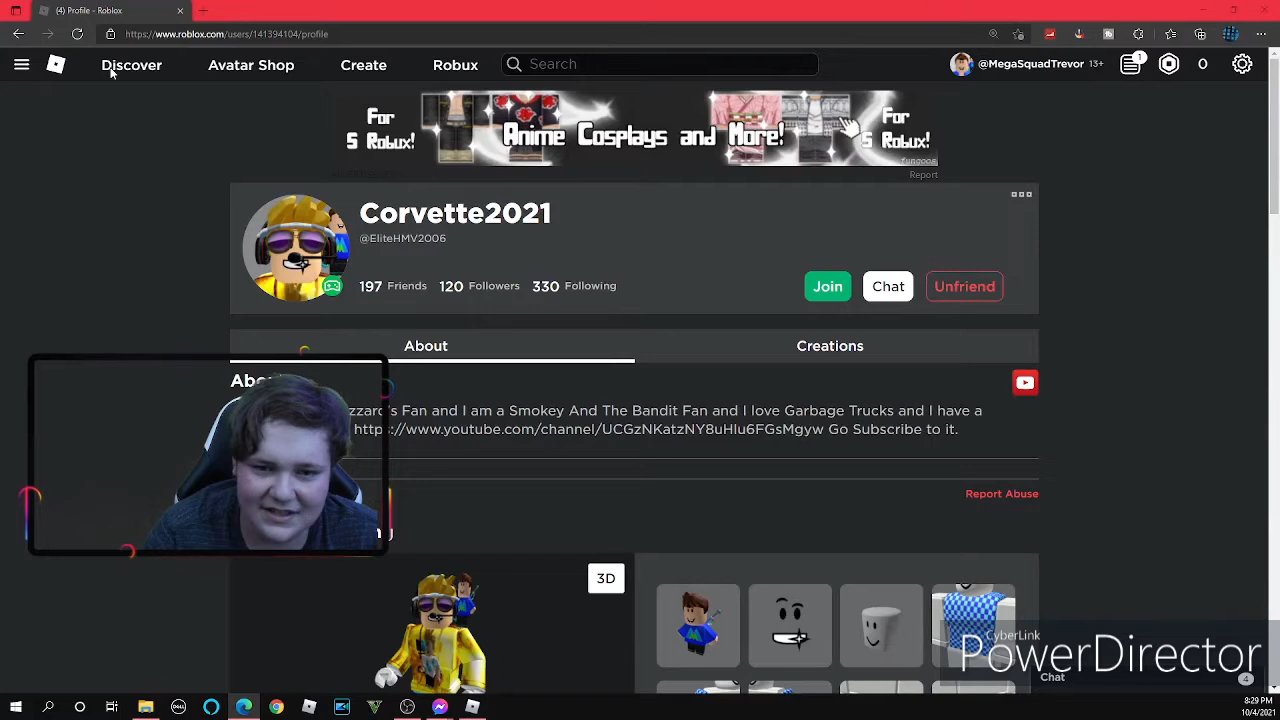 (4) Profile - Roblox
https://www.roblox.com/users/141394104/profile
Discover
Avatar Shop
Create
Robux
Search
@MegaSquadTrevor 13+
1
0
For
5 Robux!
Anime Cosplays and More!
For
5 Robux!
fungoos
Report
Corvette2021
@EliteHMV2006
197 Friends 120 Followers 330 Following
Join
Chat
Unfriend
About
Creations
Fan and I am a Smokey And The Bandit Fan and I love Garbage Trucks and I have a
https://www.youtube.com/channel/UCGzNKatzNY8uHlu6FGsMgyw Go Subscribe to it.
Report Abuse
3D
CyberLink
PowerDirector
Chat
4
8:29 PM
10/4/2021